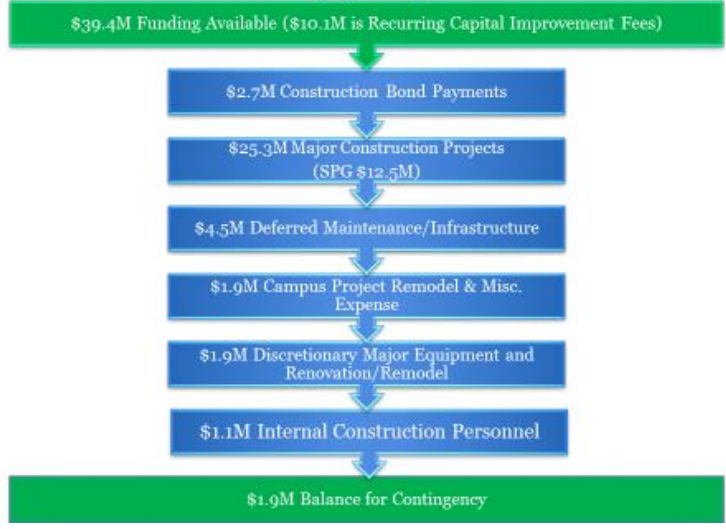 $39.4M Funding Available ($10.1M is Recurring Capital Improvement Fees)
$2.7M Construction Bond Payments
$25.3M Major Construction Projects
(SPG $12.5M)
$4.5M Deferred Maintenance/Infrastructure
$1.9M Campus Project Remodel & Misc.
Expense
$1.9M Discretionary Major Equipment and
Renovation/Remodel
$1.1M Internal Construction Personnel
$1.9M Balance for Contingency